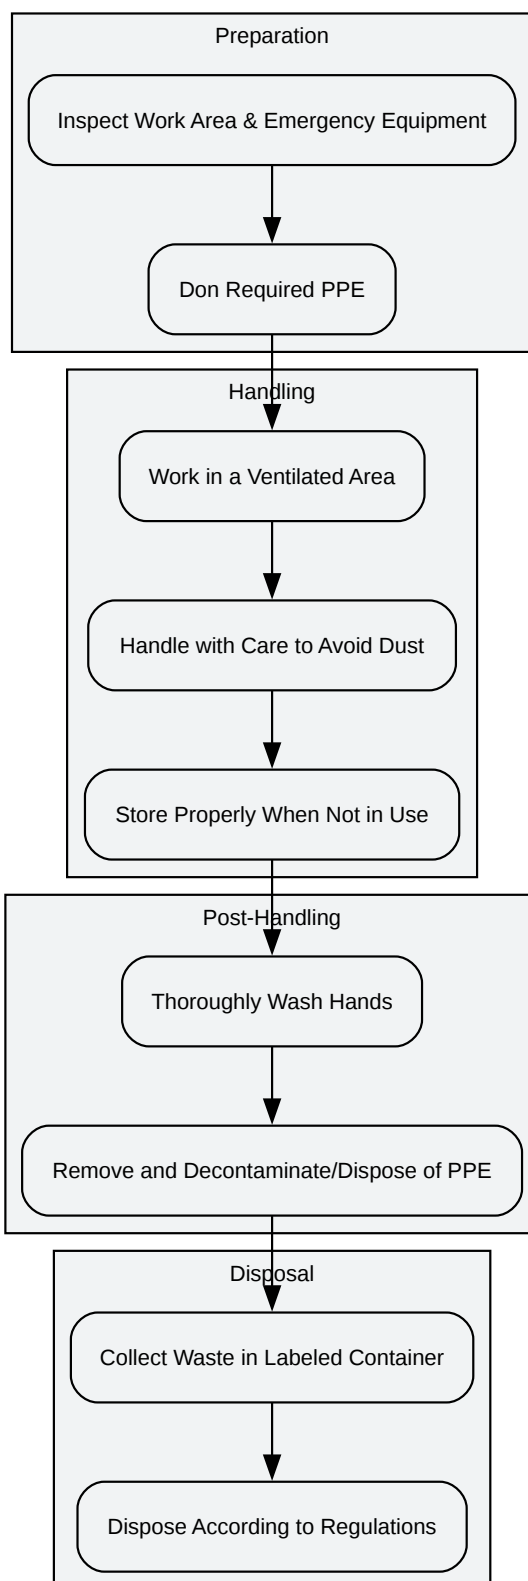 Preparation
Inspect Work Area & Emergency Equipment
Don Required PPE
Handling
Work in a Ventilated Area
Handle with Care to Avoid Dust
Store Properly When Not in Use
Post-Handling
Thoroughly Wash Hands
Remove and Decontaminate/Dispose of PPE
Disposal
Collect Waste in Labeled Container
Dispose According to Regulations